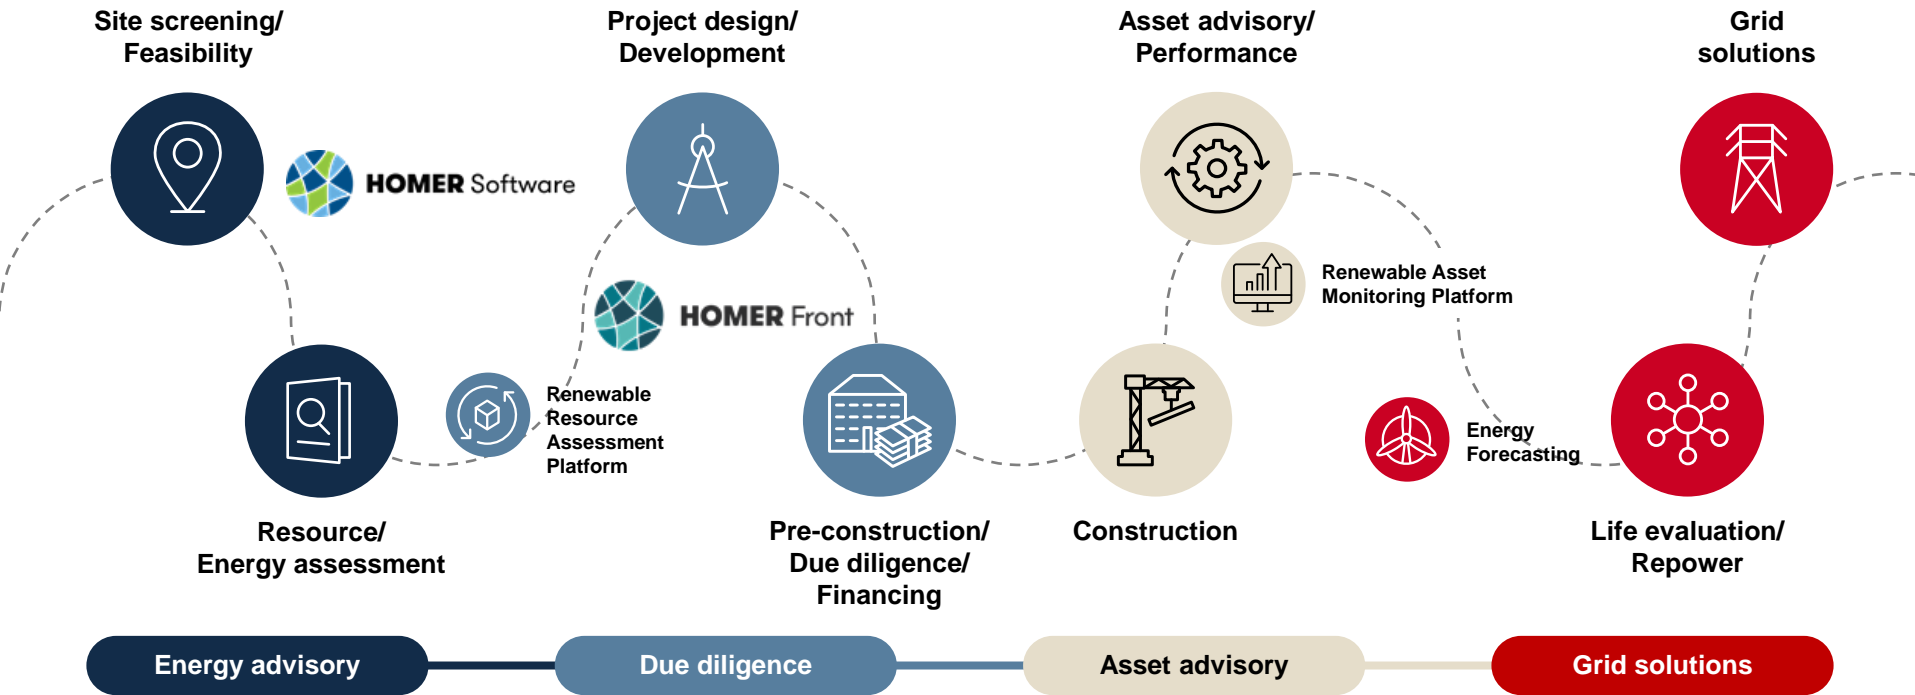 Site screening/
Feasibility
Project design/
Development
Asset advisory/
Performance
Grid
solutions
HOMER Software
HOMER Front
Renewable Asset
Monitoring Platform
Renewable
Resource
Assessment
Platform
Energy
Forecasting
Resource/
Energy assessment
Pre-construction/
Due diligence/
Financing
Construction
Life evaluation/
Repower
Energy advisory
Due diligence
Asset advisory
Grid solutions